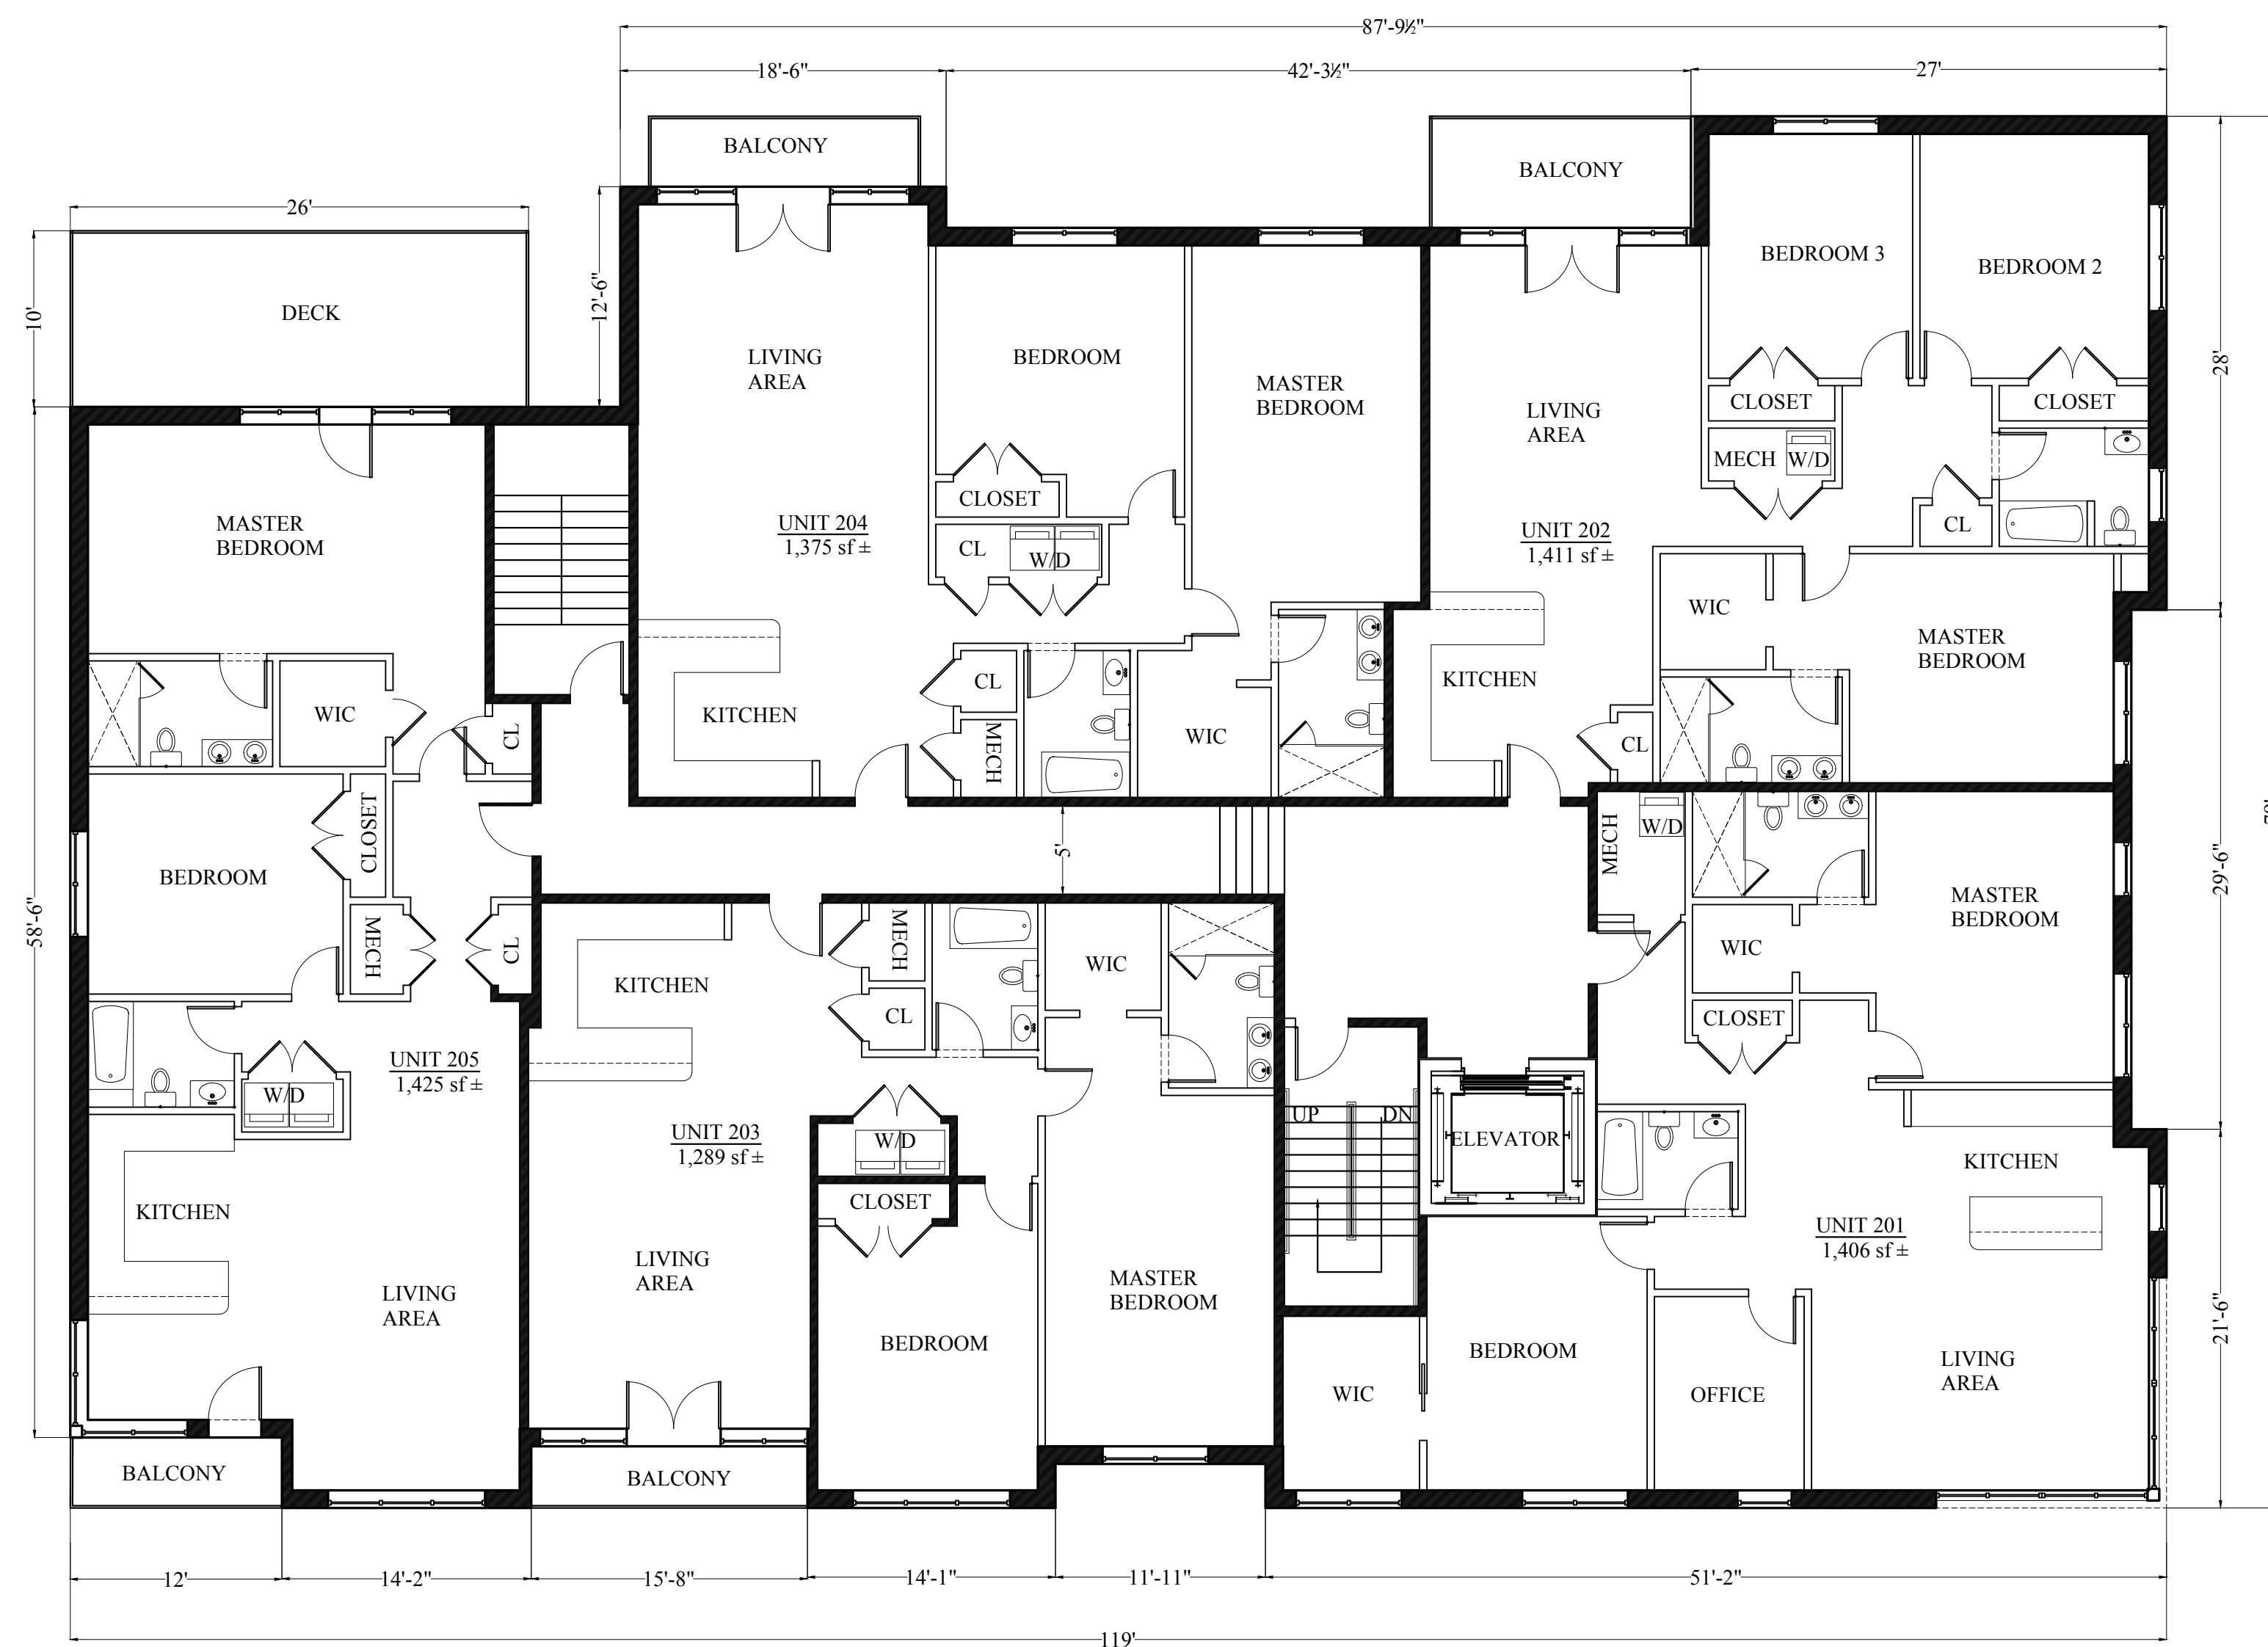 87'-9½"
18'-6"
42'-3½"
27'
BALCONY
BALCONY
26'
DECK
10'
12'-6"
LIVING
AREA
BEDROOM
MASTER
BEDROOM
LIVING
AREA
BEDROOM 3
BEDROOM 2
28'
CLOSET
CLOSET
MECH
W/D
CL
MASTER
BEDROOM
UNIT 204
1,375 sf ±
CLOSET
CL
W/D
UNIT 202
1,411 sf ±
WIC
MASTER
BEDROOM
KITCHEN
CL
WIC
CL
KITCHEN
CL
MECH
WIC
BEDROOM
CLOSET
MECH
CL
58'-6"
5'
MECH
W/D
MASTER
BEDROOM
WIC
CLOSET
29'-6"
KITCHEN
MECH
CL
WIC
UNIT 205
1,425 sf ±
W/D
UNIT 203
1,289 sf ±
W/D
CLOSET
UP
DN
ELEVATOR
KITCHEN
UNIT 201
1,406 sf ±
KITCHEN
LIVING
AREA
LIVING
AREA
BEDROOM
MASTER
BEDROOM
WIC
BEDROOM
OFFICE
LIVING
AREA
21'-6"
BALCONY
BALCONY
12'
14'-2"
15'-8"
14'-1"
11'-11"
51'-2"
119'